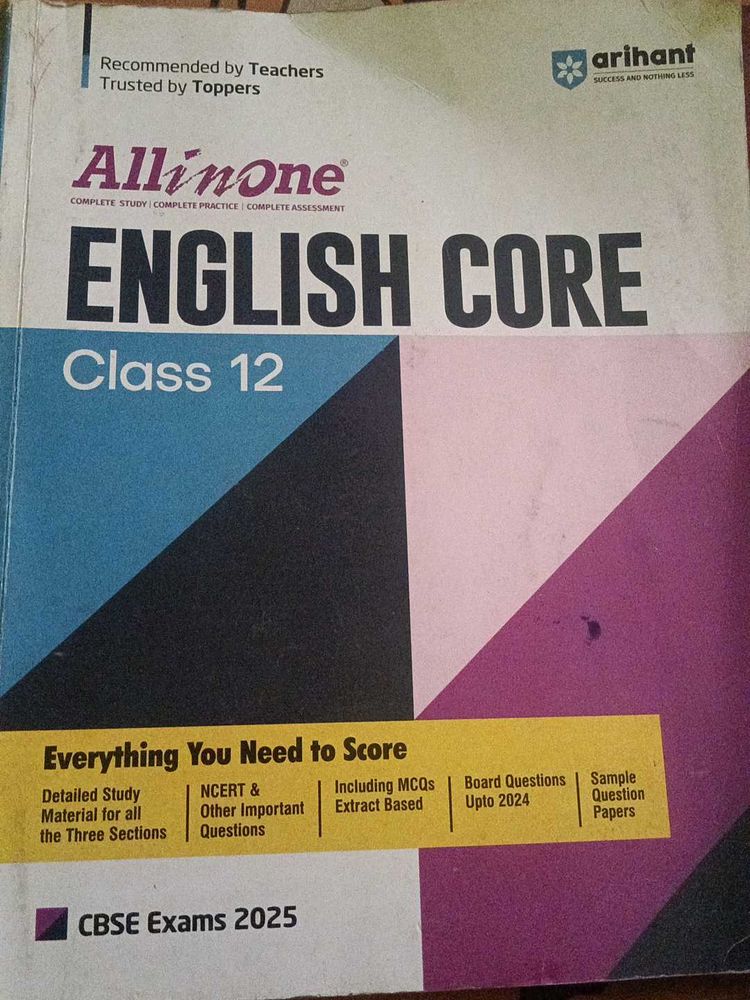 Recommended by Teachers
Trusted by Toppers
arihant
SUCCESS AND NOTHING LESS
All in One®
COMPLETE STUDY | COMPLETE PRACTICE | COMPLETE ASSESSMENT
ENGLISH CORE
Class 12
Everything You Need to Score
Detailed Study
Material for all
the Three Sections
NCERT &
Other Important
Questions
Including MCQs
Extract Based
Board Questions
Upto 2024
Sample
Question
Papers
CBSE Exams 2025